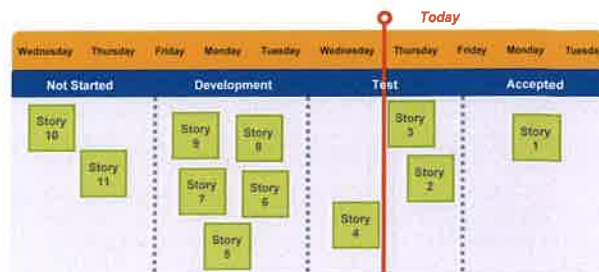 Today
Wednesday Thursday Friday Monday Tuesday Wednesday Thursday Friday Monday Tuesda
Not Started Development Test Accepted
Story
10
Story
11
Story
9
Story
8
Story
7
Story
6
Story
5
Story
4
Story
3
Story
2
Story
1